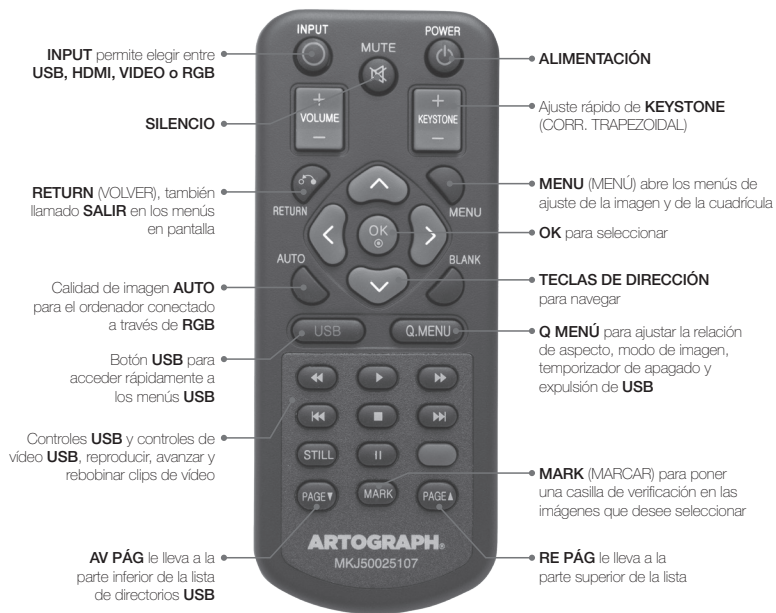 INPUT
MUTE
POWER
INPUT permite elegir entre
USB, HDMI, VIDEO o RGB
ALIMENTACIÓN
+
VOLUME
−
+
KEYSTONE
−
SILENCIO
Ajuste rápido de KEYSTONE
(CORR. TRAPEZOIDAL)
RETURN (VOLVER), también
llamado SALIR en los menús
en pantalla
RETURN
MENU
MENU (MENÚ) abre los menús de
ajuste de la imagen y de la cuadrícula
OK
OK para seleccionar
AUTO
BLANK
Calidad de imagen AUTO
para el ordenador conectado
a través de RGB
TECLAS DE DIRECCIÓN
para navegar
USB
Q.MENU
Botón USB para
acceder rápidamente a
los menús USB
Q MENÚ para ajustar la relación
de aspecto, modo de imagen,
temporizador de apagado y
expulsión de USB
Controles USB y controles de
vídeo USB, reproducir, avanzar y
rebobinar clips de vídeo
STILL
PAGE▼
MARK
PAGE▲
MARK (MARCAR) para poner
una casilla de verificación en las
imágenes que desee seleccionar
ARTOGRAPH®
MKJ50025107
AV PÁG le lleva a la
parte inferior de la lista
de directorios USB
RE PÁG le lleva a la
parte superior de la lista